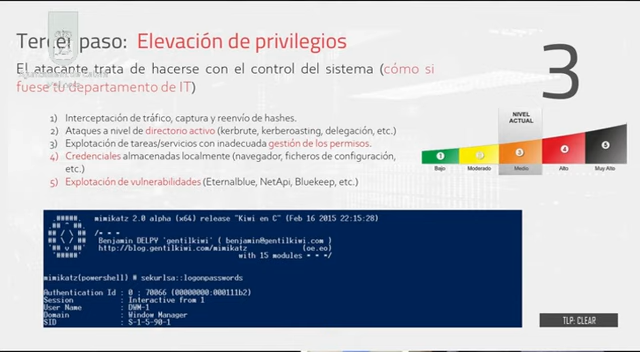 Tercer paso: Elevación de privilegios
El atacante trata de hacerse con el control del sistema (cómo si
fuese tu departamento de IT)
3
1) Interceptación de tráfico, captura y reenvío de hashes.
2) Ataques a nivel de directorio activo (kerbrute, kerberoasting, delegación, etc.)
3) Explotación de tareas/servicios con inadecuada gestión de los permisos.
4) Credenciales almacenadas localmente (navegador, ficheros de configuración,
etc.)
5) Explotación de vulnerabilidades (Eternalblue, NetApi, Bluekeep, etc.)
NIVEL
ACTUAL
1 2 3 4 5
Bajo Moderado Medio Alto Muy Alto
mimikatz 2.0 alpha (x64) release "Kiwi en C" (Feb 16 2015 22:15:28)
/* * *
Benjamin DELPY `gentilkiwi` ( benjamin@gentilkiwi.com )
http://blog.gentilkiwi.com/mimikatz (oe.eo)
with 15 modules * * */
mimikatz(powershell) # sekurlsa::logonpasswords
Authentication Id : 0 ; 70066 (00000000:000111b2)
Session : Interactive from 1
User Name : DWM-1
Domain : Window Manager
SID : S-1-5-90-1
TLP: CLEAR